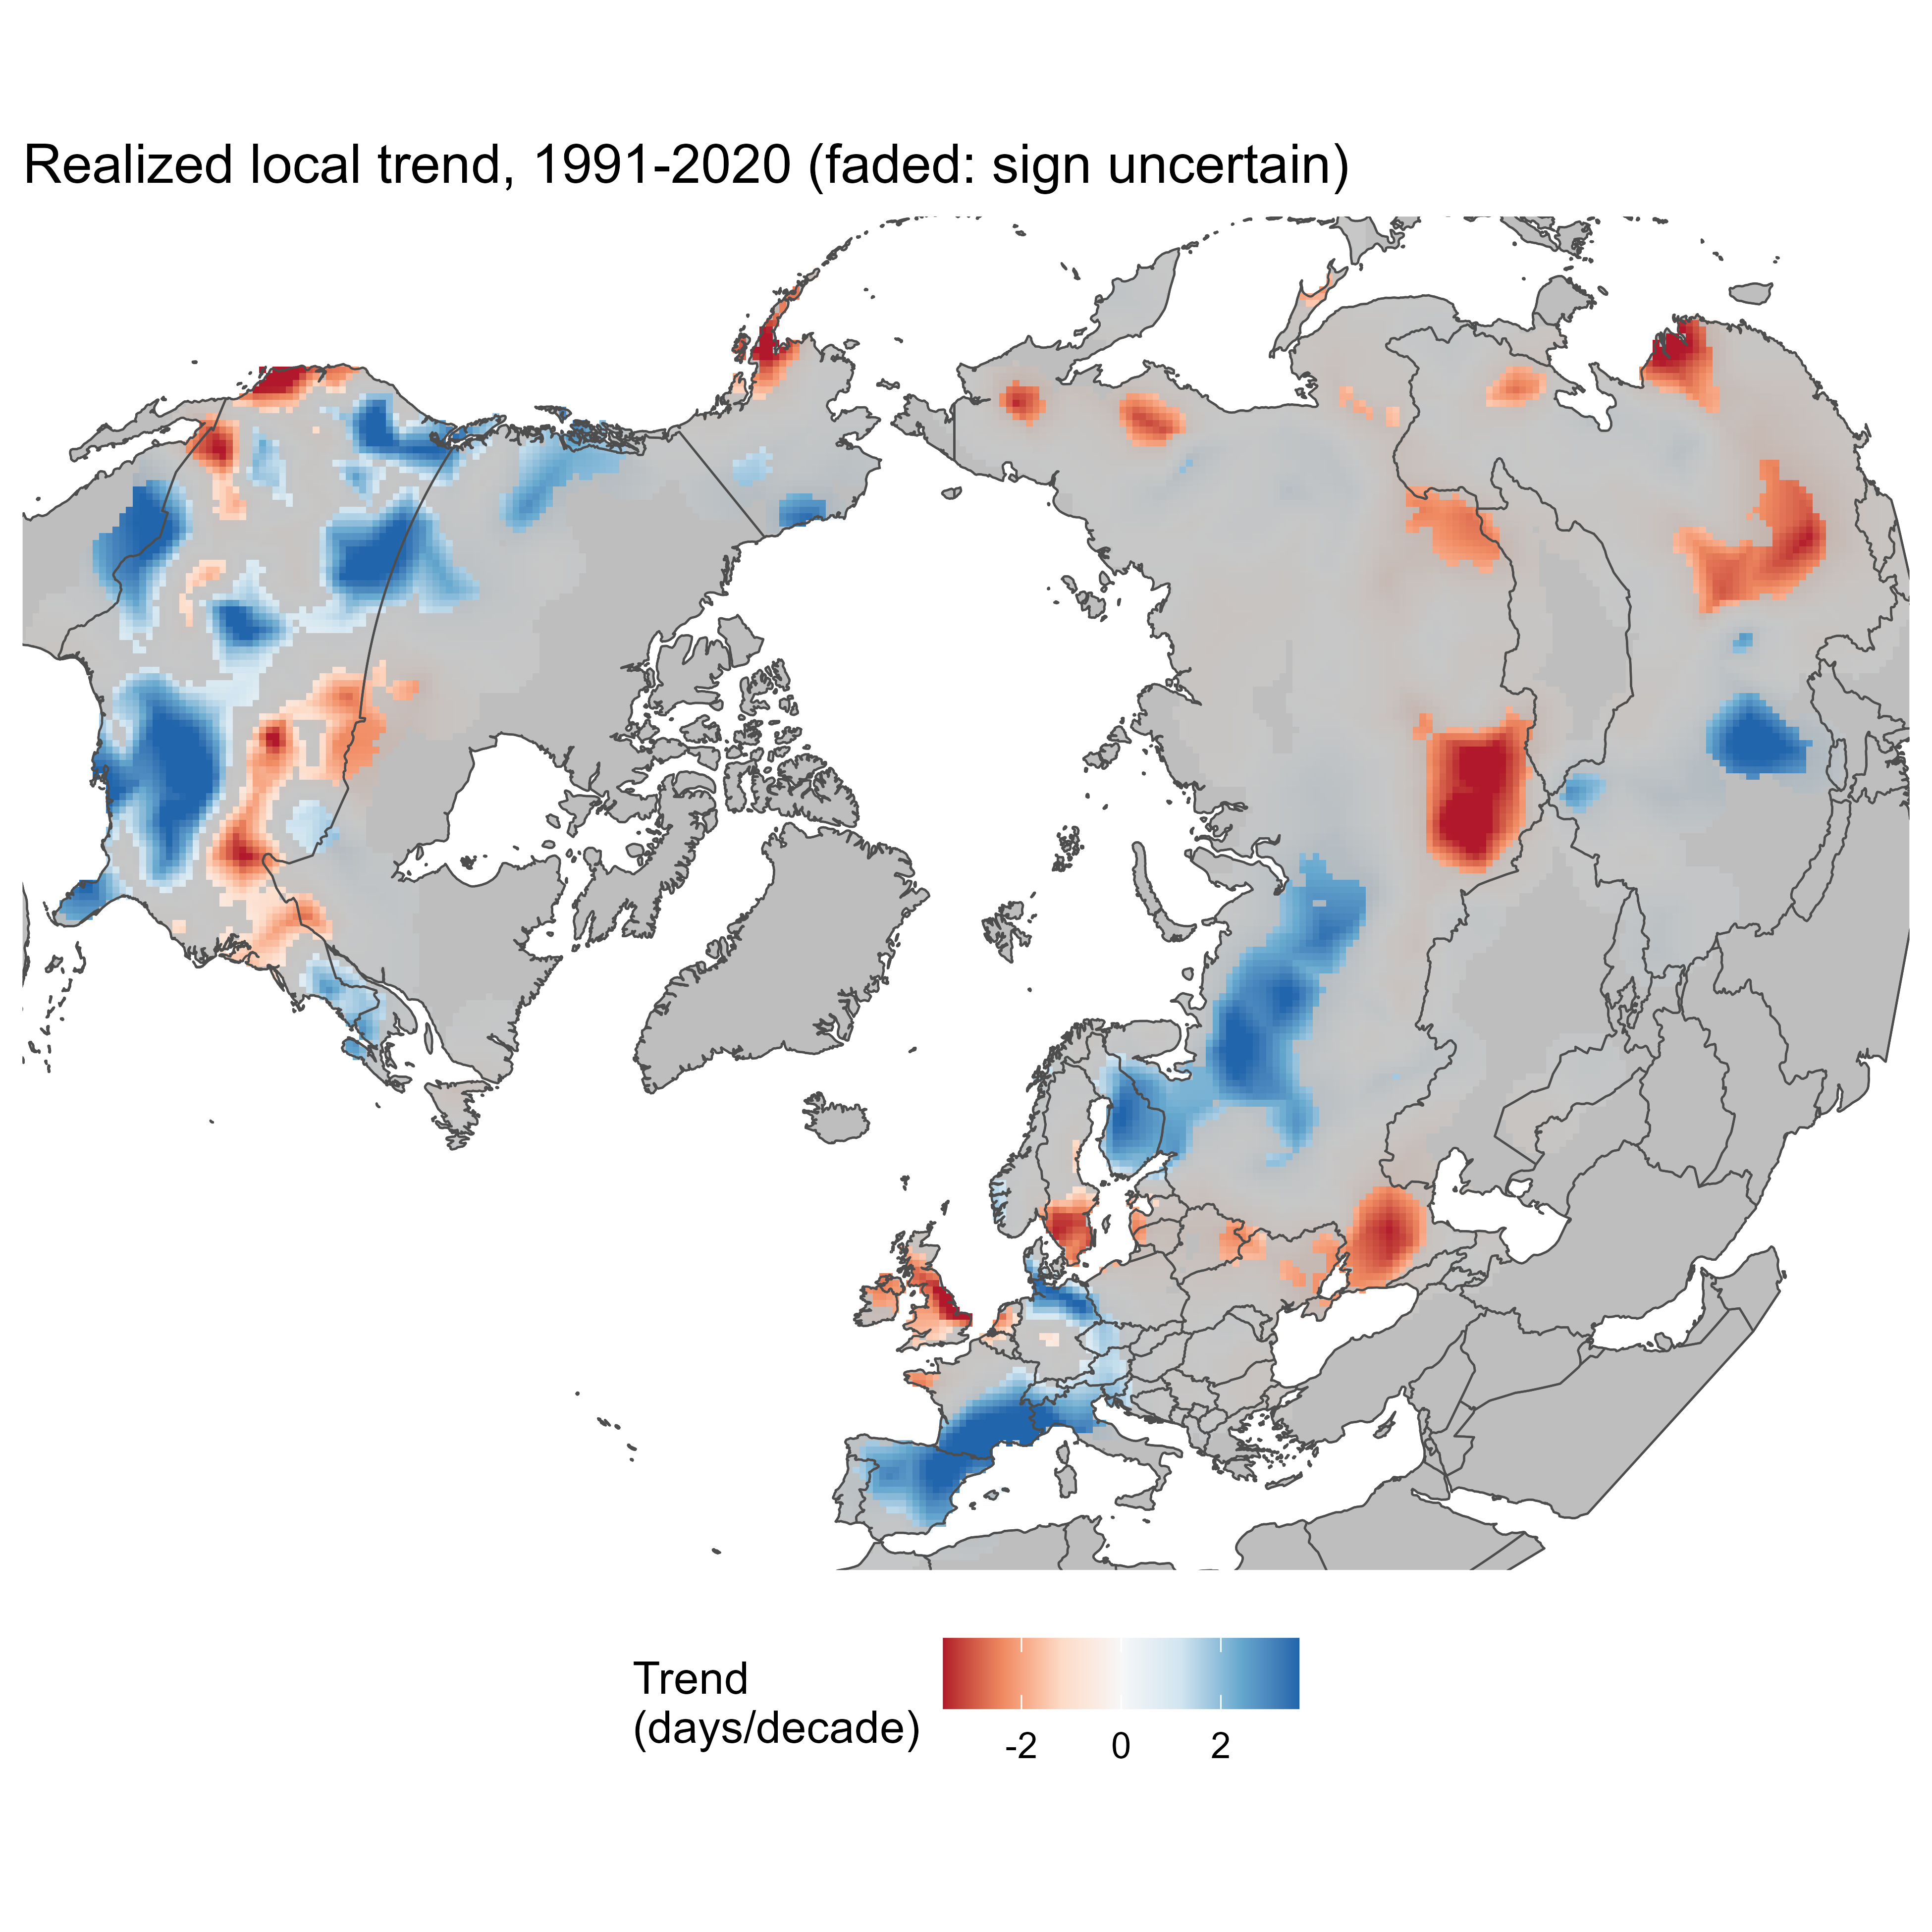 Realized local trend, 1991-2020 (faded: sign uncertain)
Trend
(days/decade)
-2 0 2